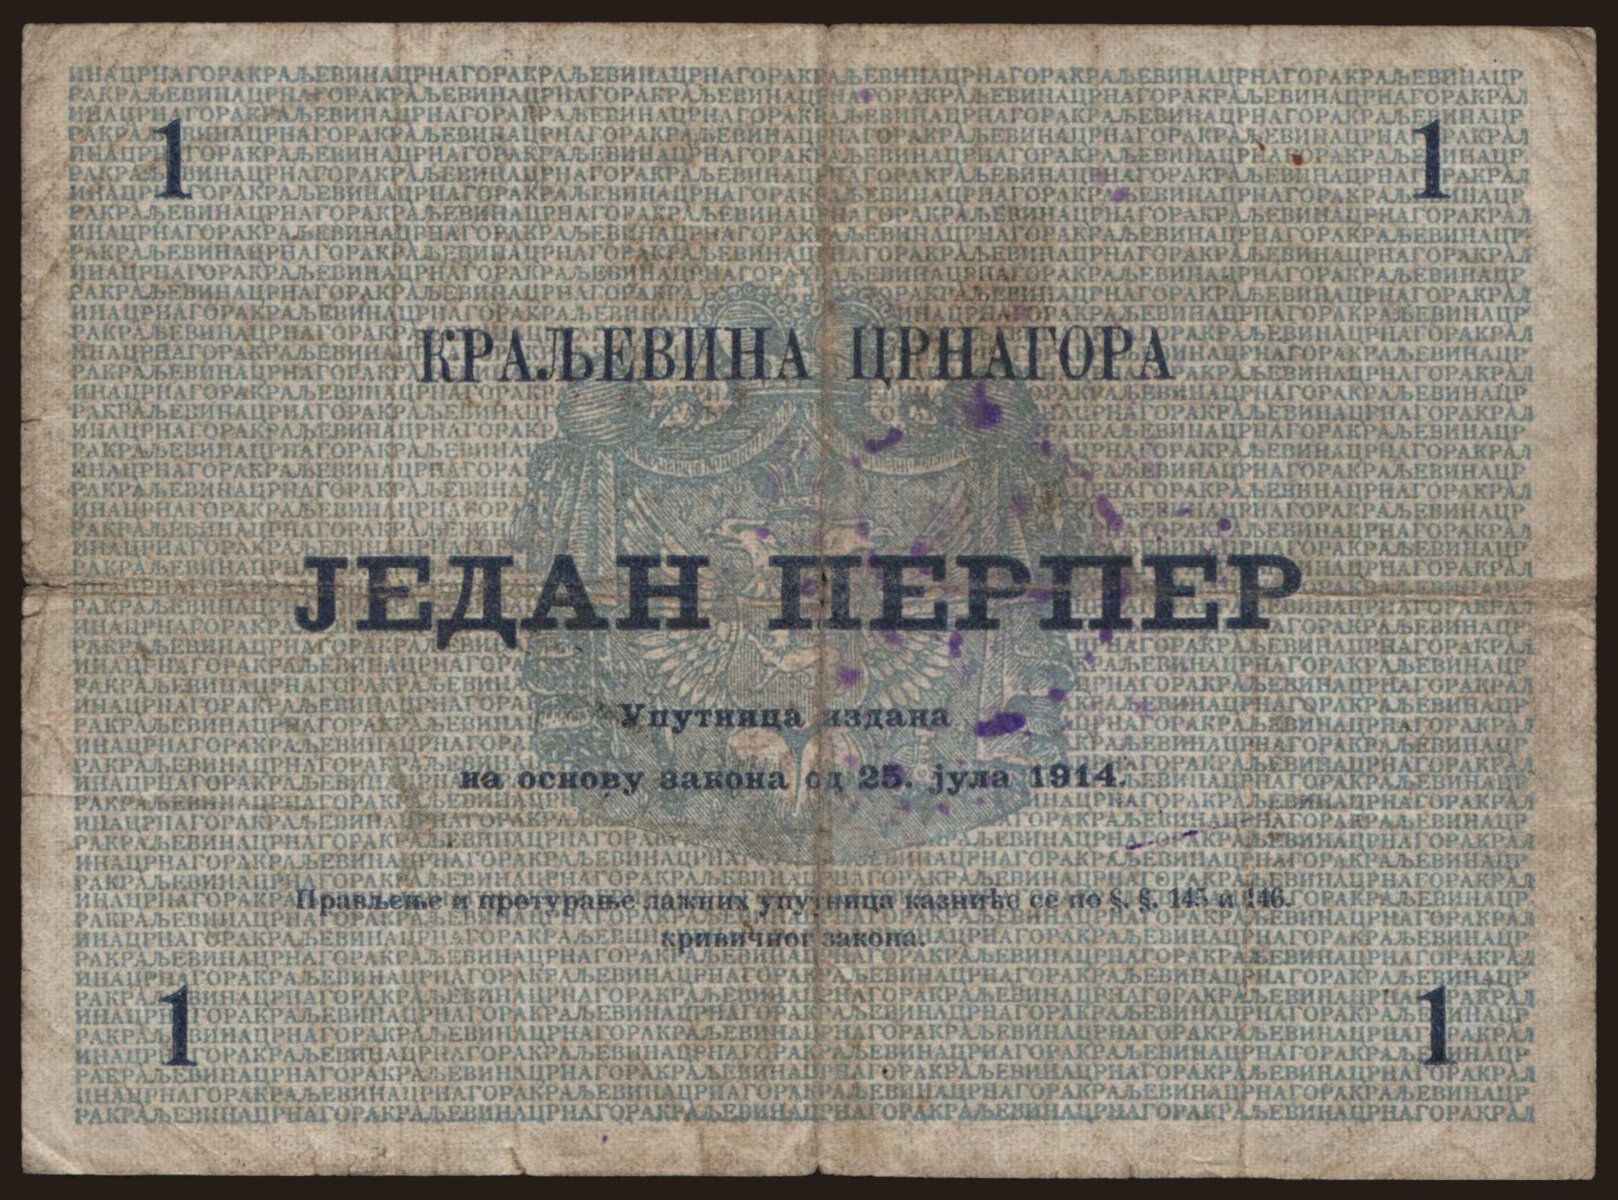 1 1
КРАЉЕВИНА ЦРНАГОРА
ЈЕДАН ПЕРПЕР
Упутница издана
на основу закона од 25. јула 1914.
Прављење и протурање лажних упутница казниће се по §. §. 145 и 146.
кривичног закона.
1 1